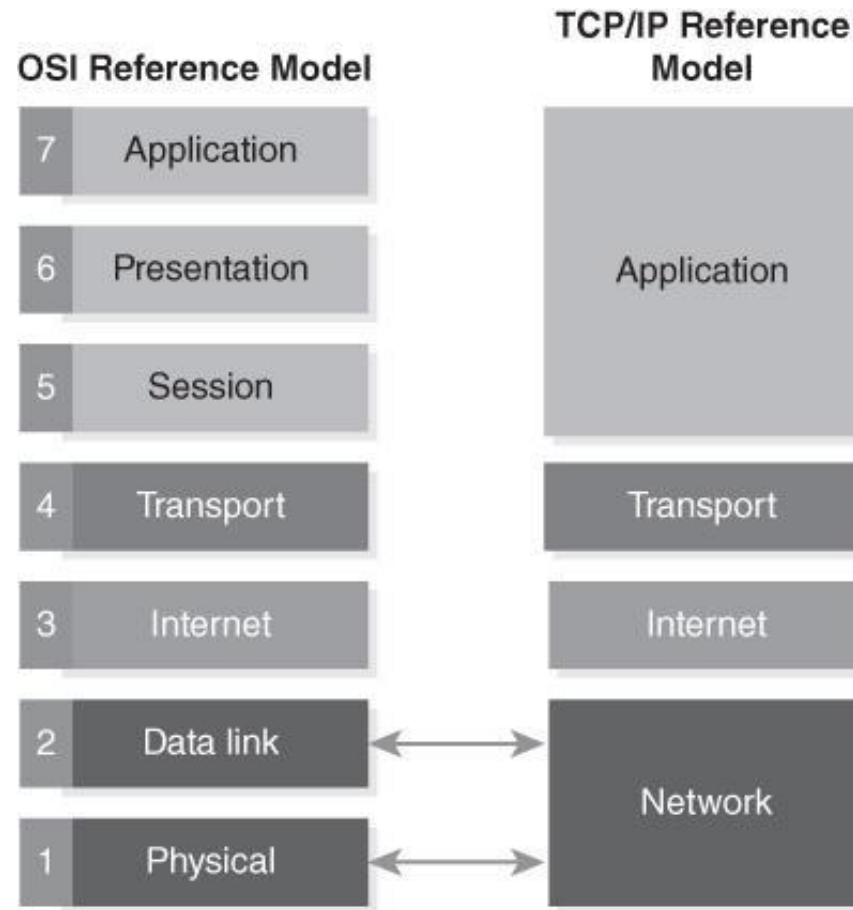 OSI Reference Model
TCP/IP Reference
Model
7 Application
6 Presentation
5 Session
4 Transport
3 Internet
2 Data link
1 Physical
Application
Transport
Internet
Network